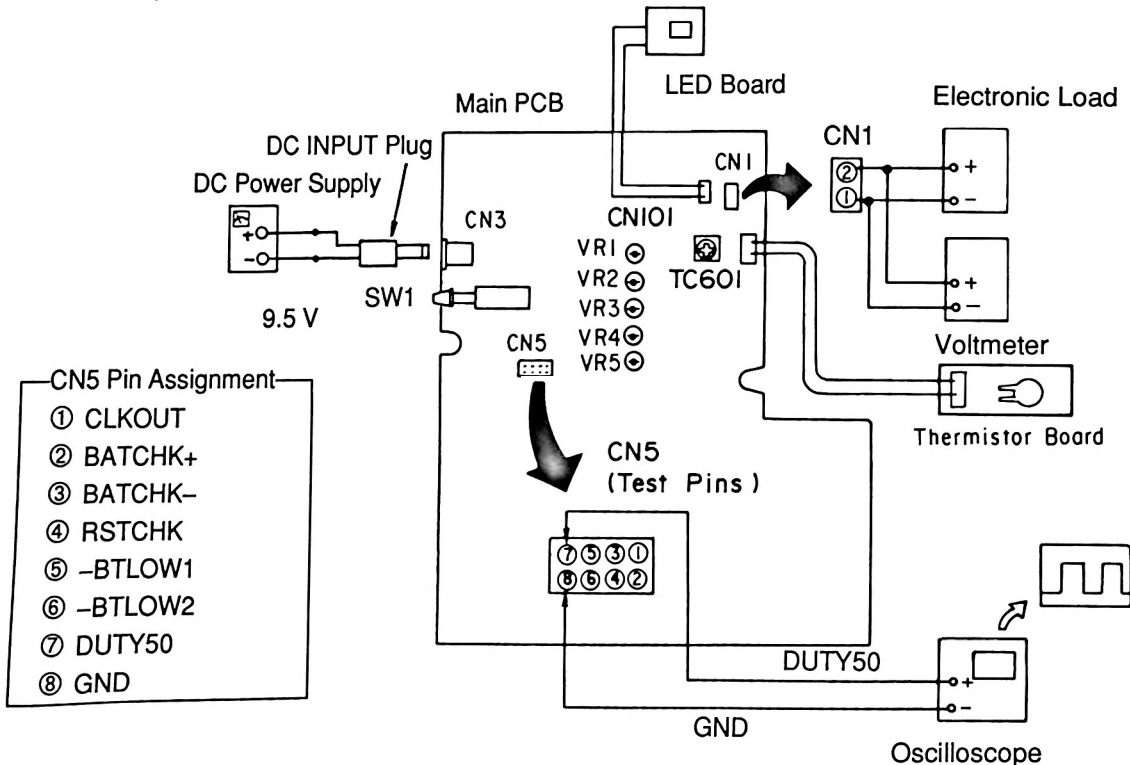 LED Board
Main PCB
Electronic Load
CN1
DC INPUT Plug
CN1
DC Power Supply
+
-
CN3
CN101
② +
① -
VR1
VR2
TC601
SW1
VR3
+
-
9.5 V
VR4
CN5
VR5
Voltmeter
CN5 Pin Assignment
① CLKOUT
② BATCHK+
③ BATCHK–
④ RSTCHK
⑤ –BTLOW1
⑥ –BTLOW2
⑦ DUTY50
⑧ GND
Thermistor Board
CN5
(Test Pins)
⑦⑤③①
⑧⑥④②
DUTY50
+
-
GND
Oscilloscope